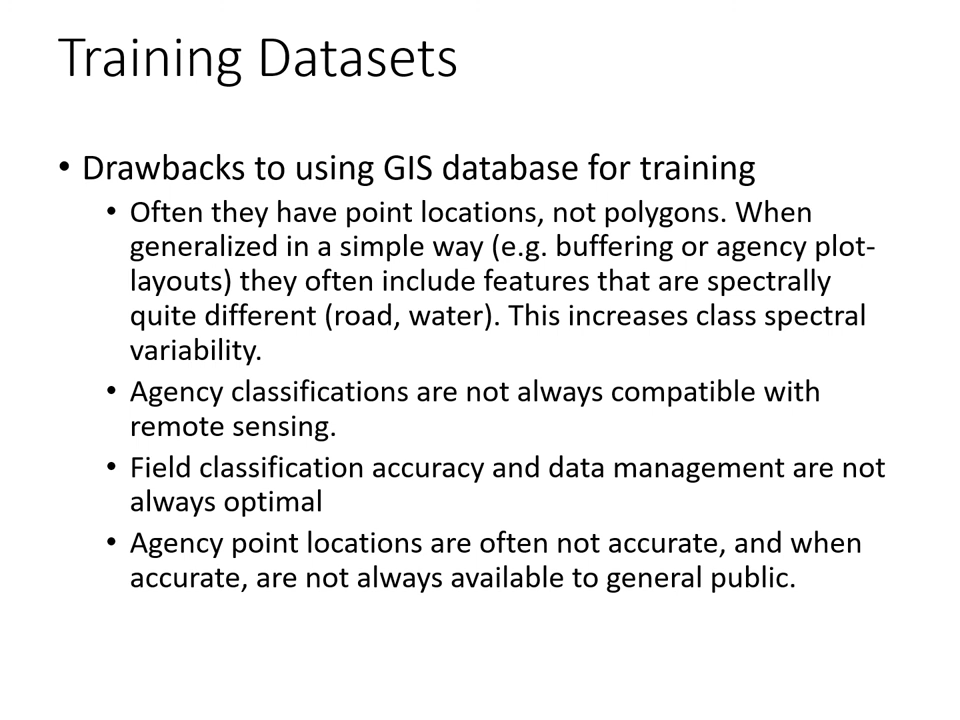 Training Datasets
• Drawbacks to using GIS database for training
• Often they have point locations, not polygons. When
generalized in a simple way (e.g. buffering or agency plot-
layouts) they often include features that are spectrally
quite different (road, water). This increases class spectral
variability.
• Agency classifications are not always compatible with
remote sensing.
• Field classification accuracy and data management are not
always optimal
• Agency point locations are often not accurate, and when
accurate, are not always available to general public.